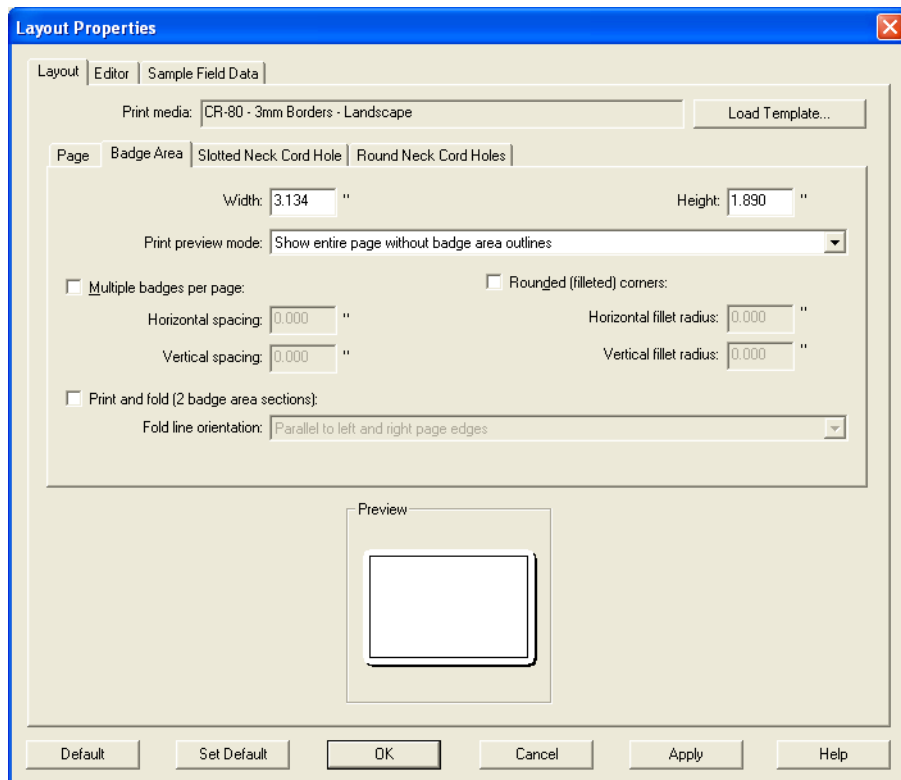 Layout Properties
Layout Editor Sample Field Data
Print media: CR-80 - 3mm Borders - Landscape Load Template...
Page Badge Area Slotted Neck Cord Hole Round Neck Cord Holes
Width: 3.134 " Height: 1.890 "
Print preview mode: Show entire page without badge area outlines
Multiple badges per page: Rounded (filleted) corners:
Horizontal spacing: 0.000 " Horizontal fillet radius: 0.000 "
Vertical spacing: 0.000 " Vertical fillet radius: 0.000 "
Print and fold (2 badge area sections):
Fold line orientation: Parallel to left and right page edges
Preview
Default Set Default OK Cancel Apply Help